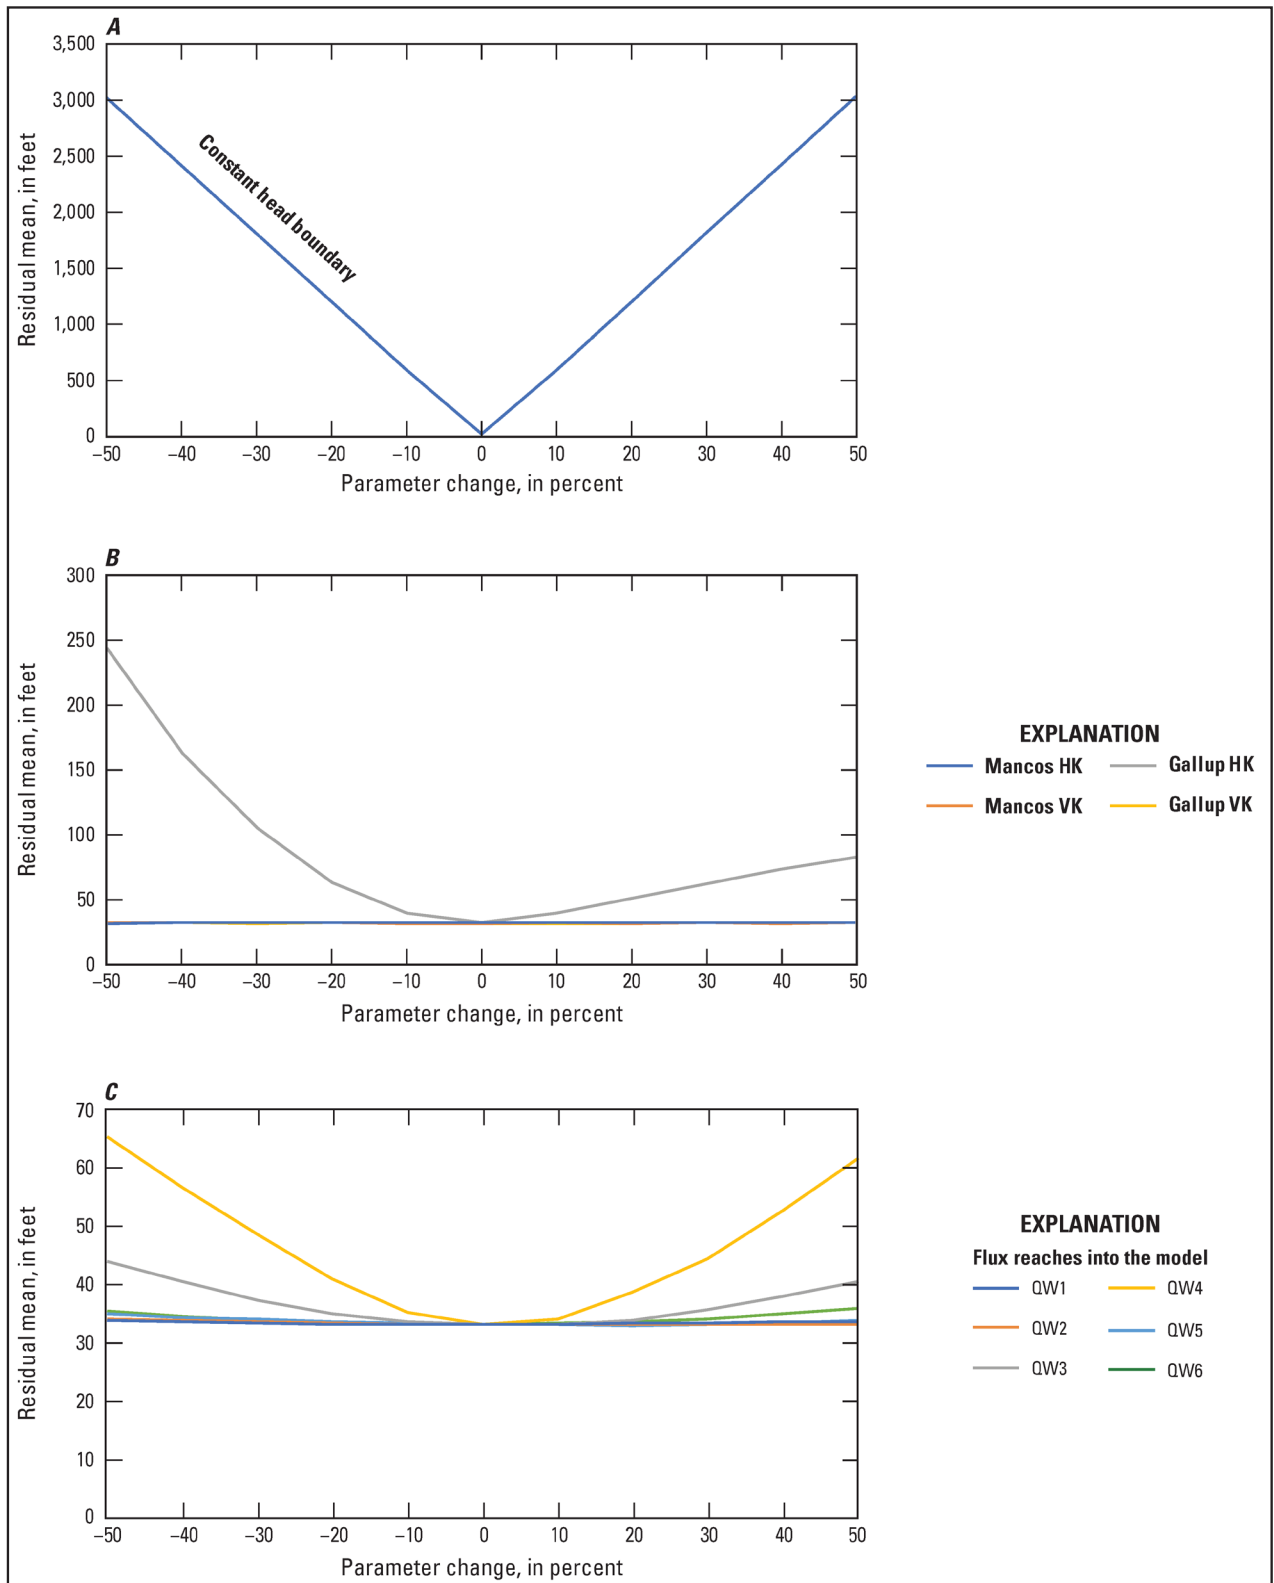 A
3,500
3,000
2,500
2,000
1,500
1,000
500
0
Residual mean, in feet
Constant head boundary
–50 –40 –30 –20 –10 0 10 20 30 40 50
Parameter change, in percent
B
300
250
200
150
100
50
0
Residual mean, in feet
–50 –40 –30 –20 –10 0 10 20 30 40 50
Parameter change, in percent
EXPLANATION
Mancos HK Gallup HK
Mancos VK Gallup VK
C
70
60
50
40
30
20
10
0
Residual mean, in feet
–50 –40 –30 –20 –10 0 10 20 30 40 50
Parameter change, in percent
EXPLANATION
Flux reaches into the model
QW1 QW4
QW2 QW5
QW3 QW6